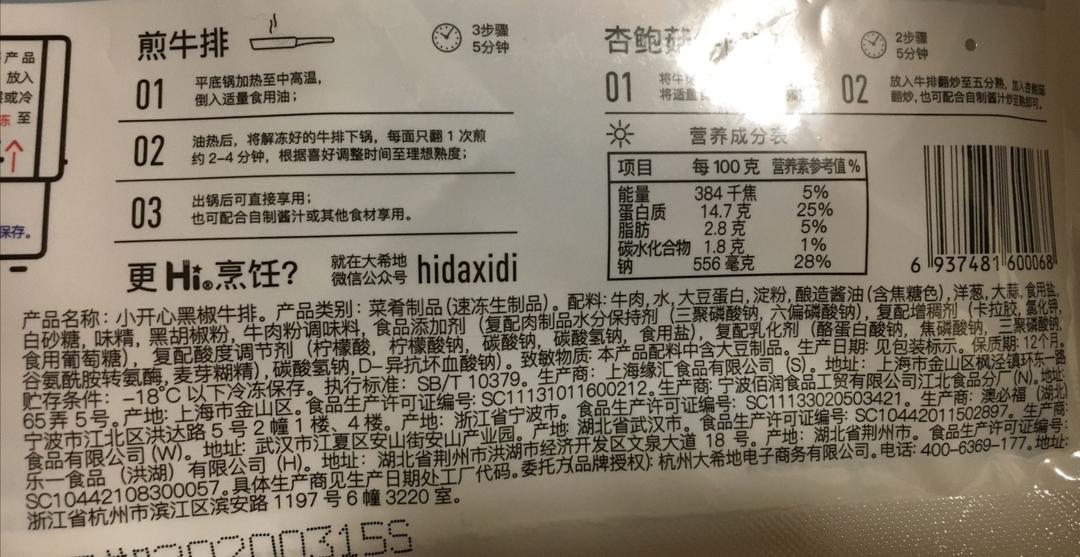 产品
放入
或冷
冻 至
保存。
煎牛排
3步骤
5分钟
01
平底锅加热至中高温,
倒入适量食用油;
02
油热后, 将解冻好的牛排下锅, 每面只翻1次煎
约2-4分钟, 根据喜好调整时间至理想熟度;
03
出锅后可直接享用;
也可配合自制酱汁或其他食材享用。
更 Hi。烹饪?
就在大希地
微信公众号
hidaxidi
杏鲍菇
2步骤
5分钟
01
将牛
将适量
02
放入牛排翻炒至五分熟, 加入杏鲍菇
翻炒, 也可配合自制酱汁炒至熟即可。
营养成分表
项目 每100克 营养素参考值%
能量 384千焦 5%
蛋白质 14.7克 25%
脂肪 2.8克 5%
碳水化合物 1.8克 1%
钠 556毫克 28%
6 937481 600068
产品名称: 小开心黑椒牛排。产品类别: 菜肴制品(速冻生制品)。配料: 牛肉, 水, 大豆蛋白, 淀粉, 酿造酱油(含焦糖色), 洋葱, 大蒜, 食用盐,
白砂糖, 味精, 黑胡椒粉, 牛肉粉调味料, 食品添加剂(复配肉制品水分保持剂(三聚磷酸钠, 六偏磷酸钠), 复配增稠剂(卡拉胶, 氯化钾,
食用葡萄糖), 复配酸度调节剂(柠檬酸, 柠檬酸钠, 碳酸钠, 碳酸氢钠, 食用盐), 复配乳化剂(酪蛋白酸钠, 焦磷酸钠, 三聚磷酸钠,
谷氨酰胺转氨酶, 麦芽糊精), 碳酸氢钠, D-异抗坏血酸钠)。致敏物质: 本产品配料中含大豆制品。生产日期: 见包装标示。保质期: 12个月。
贮存条件: -18℃以下冷冻保存。执行标准: SB/T 10379。生产商: 上海缘汇食品有限公司(S)。地址: 上海市金山区枫泾镇环东一路
65弄5号。产地: 上海市金山区。食品生产许可证编号: SC11131011600212。生产商: 宁波佰润食品工贸有限公司江北食品分厂(N)。地址:
宁波市江北区洪达路5号2幢1楼、4楼。产地: 浙江省宁波市。食品生产许可证编号: SC11133020503421。生产商: 澳必福(湖北)
食品有限公司(W)。地址: 武汉市江夏区安山街安山产业园。产地: 湖北省武汉市。食品生产许可证编号: SC10442011502897。生产商:
乐一食品(洪湖)有限公司(H)。地址: 湖北省荆州市洪湖市经济开发区文泉大道18号。产地: 湖北省荆州市。食品生产许可证编号:
SC10442108300057。具体生产商见生产日期处工厂代码。委托方(品牌授权): 杭州大希地电子商务有限公司。电话: 400-6369-177。地址:
浙江省杭州市滨江区滨安路1197号6幢3220室。
20200315S